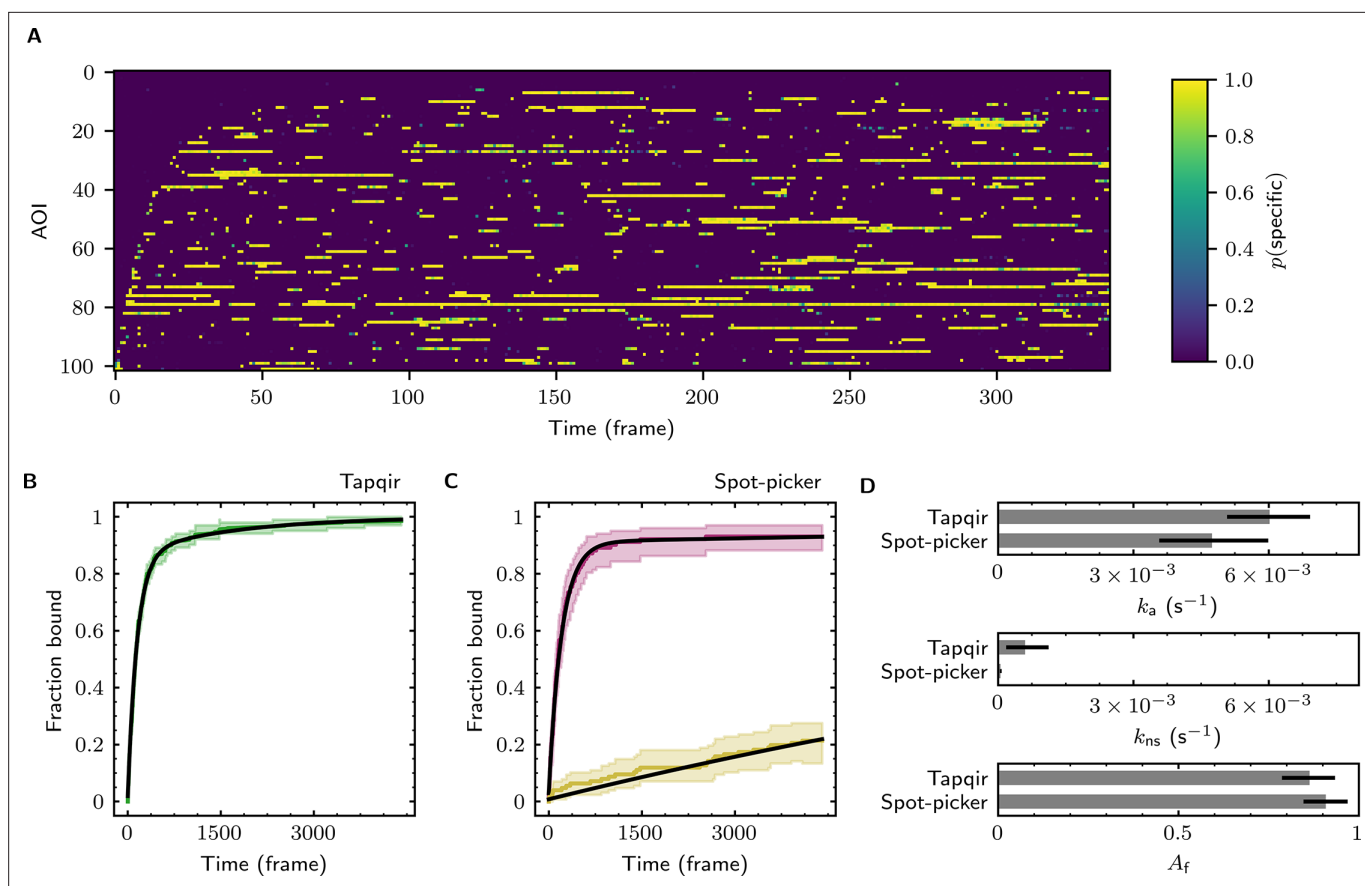 A
0
20
40
60
80
100
AOI
0 50 100 150 200 250 300
Time (frame)
1.0
0.8
0.6
0.4
0.2
0.0
p(specific)
B Tapqir
1
0.8
0.6
0.4
0.2
0
Fraction bound
0 1500 3000
Time (frame)
C Spot-picker
1
0.8
0.6
0.4
0.2
0
Fraction bound
0 1500 3000
Time (frame)
D
Tapqir
Spot-picker
0 3 × 10⁻³ 6 × 10⁻³
kₐ (s⁻¹)
Tapqir
Spot-picker
0 3 × 10⁻³ 6 × 10⁻³
kₙₛ (s⁻¹)
Tapqir
Spot-picker
0 0.5 1
A_f